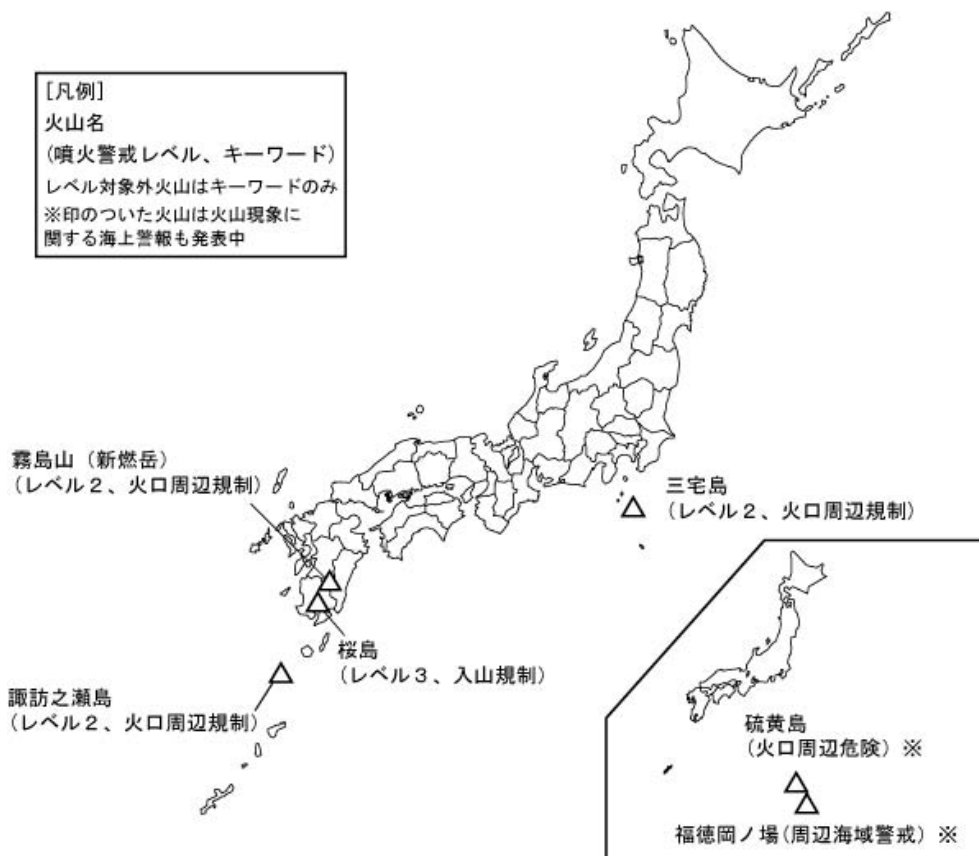 [凡例]
火山名
(噴火警戒レベル、キーワード)
レベル対象外火山はキーワードのみ
※印のついた火山は火山現象に
関する海上警報も発表中
霧島山（新燃岳）
(レベル２、火口周辺規制)
三宅島
(レベル２、火口周辺規制)
桜島
(レベル３、入山規制)
諏訪之瀬島
(レベル２、火口周辺規制)
硫黄島
(火口周辺危険)※
福徳岡ノ場(周辺海域警戒)※